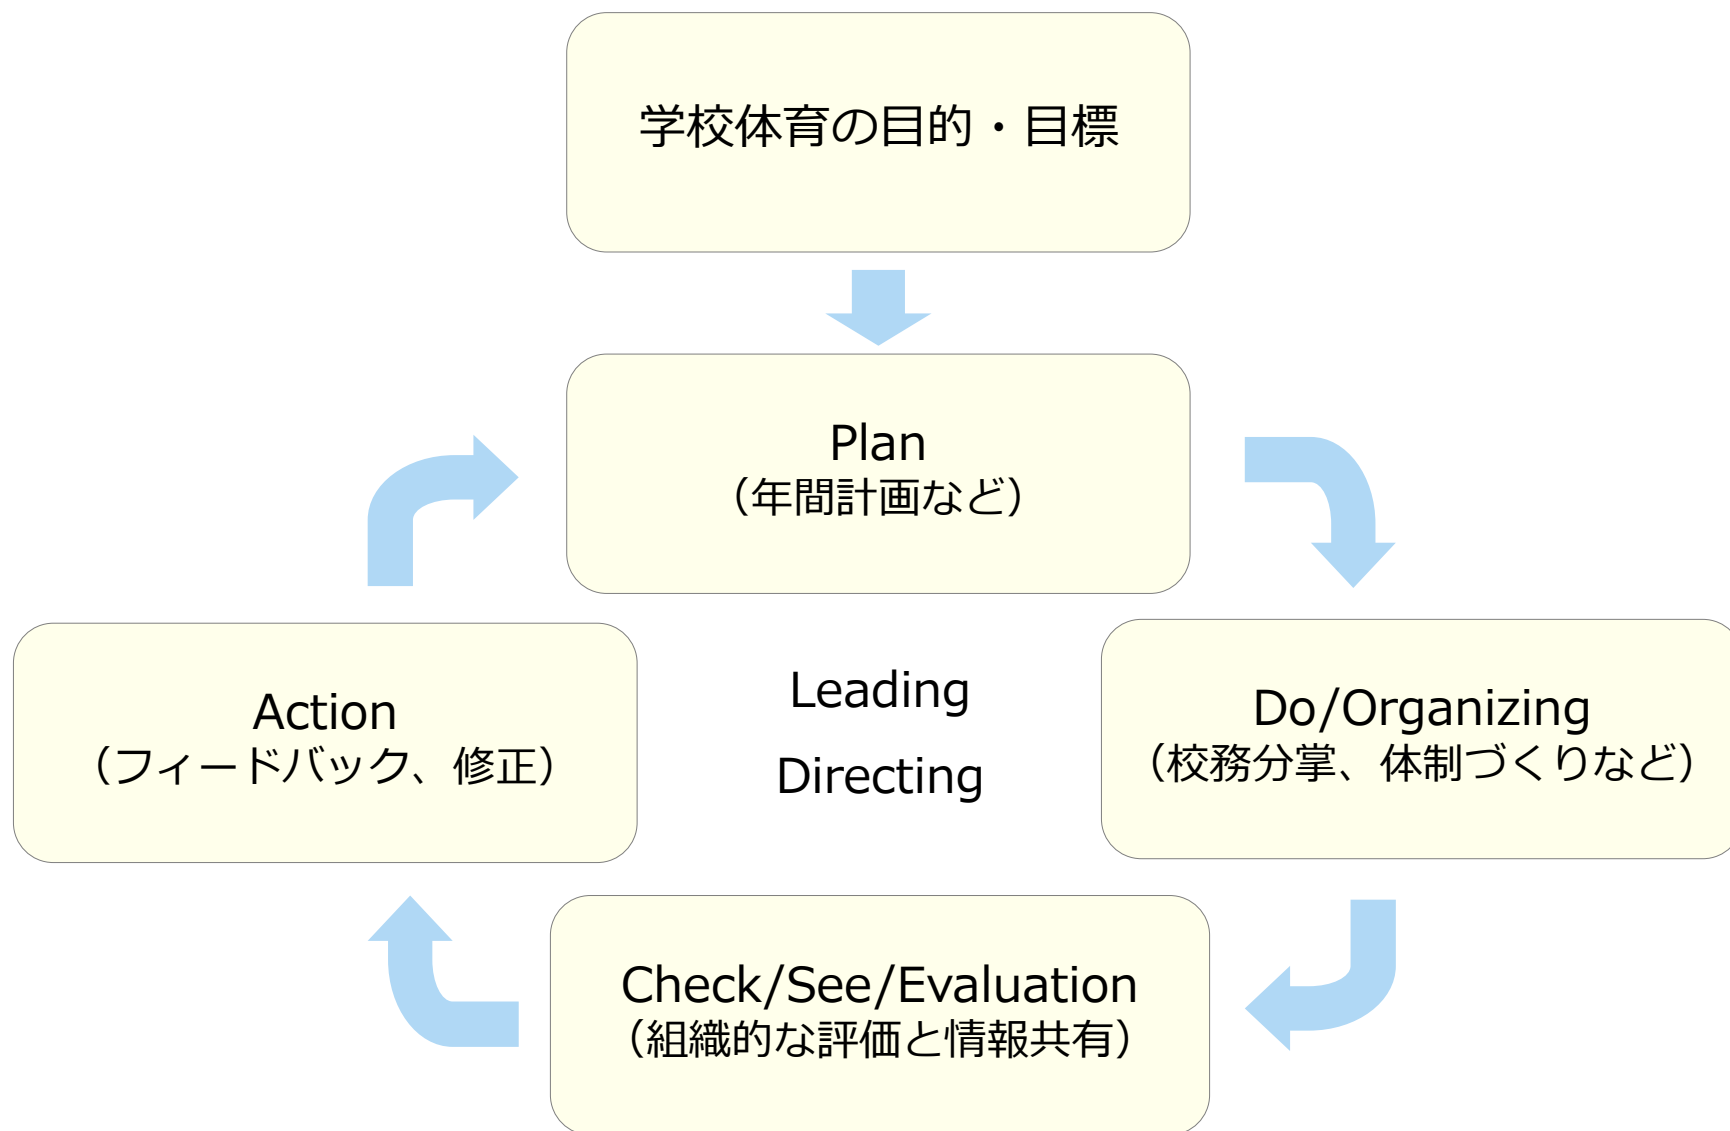 学校体育の目的・目標
Plan
（年間計画など）
Action
（フィードバック、修正）
Leading
Directing
Do/Organizing
（校務分掌、体制づくりなど）
Check/See/Evaluation
（組織的な評価と情報共有）